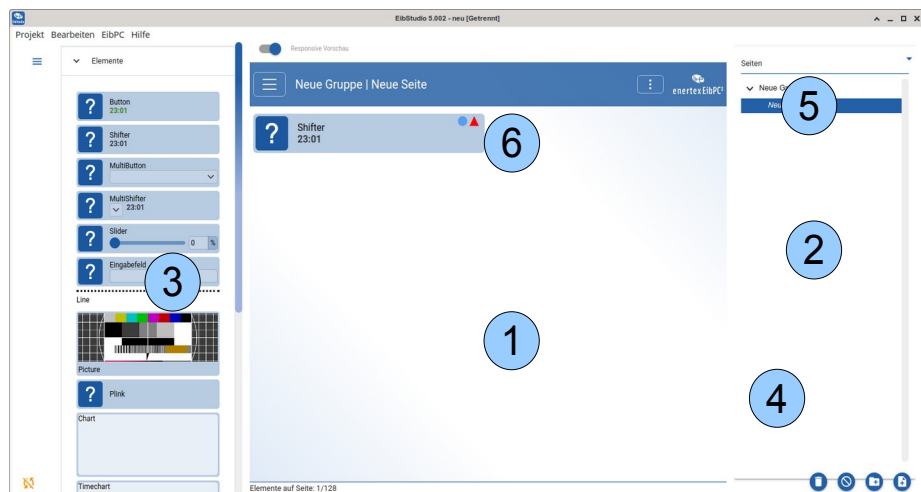 EibStudio 5.002 - neu [Getrennt]
Projekt Bearbeiten EibPC Hilfe
Elemente
? Button
23:01
? Shifter
23:01
? MultiButton
? MultiShifter
23:01
? Slider
0 %
? Eingabefeld
3
Line
Picture
? Plink
Chart
Timechart
Responsive Vorschau
Neue Gruppe | Neue Seite
enertex EibPC²
? Shifter
23:01
6
1
Elemente auf Seite: 1/128
Seiten
Neue G
5
2
4